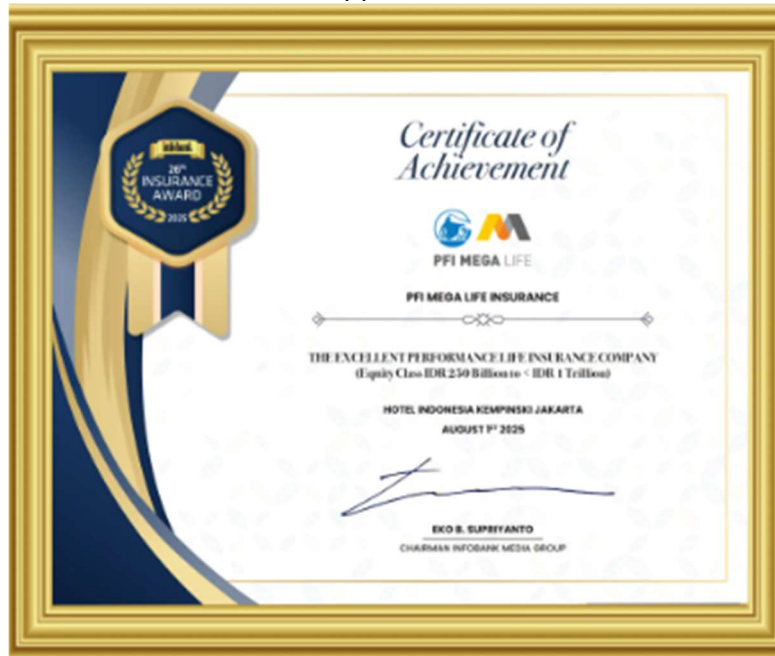 infobank
26th
INSURANCE
AWARD
2025
Certificate of
Achievement
PFI MEGA LIFE
PFI MEGA LIFE INSURANCE
THE EXCELLENT PERFORMANCE LIFE INSURANCE COMPANY
(Equity Class IDR 250 Billion to < IDR 1 Trillion)
HOTEL INDONESIA KEMPINSKI JAKARTA
AUGUST 1ST 2025
EKO B. SUPRIYANTO
CHAIRMAN INFOBANK MEDIA GROUP